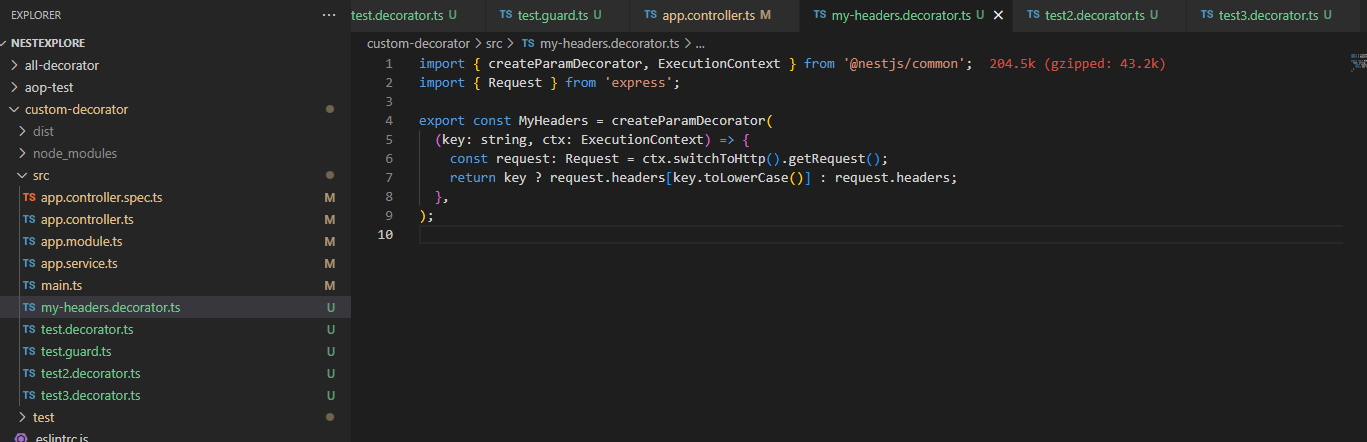 EXPLORER ···
NESTEXPLORE
all-decorator
aop-test
custom-decorator
dist
node_modules
src
TS app.controller.spec.ts M
TS app.controller.ts M
TS app.module.ts M
TS app.service.ts M
TS main.ts M
TS my-headers.decorator.ts U
TS test.decorator.ts U
TS test.guard.ts U
TS test2.decorator.ts U
TS test3.decorator.ts U
test
.eslintrc.js
test.decorator.ts U TS test.guard.ts U TS app.controller.ts M TS my-headers.decorator.ts U TS test2.decorator.ts U TS test3.decorator.ts U
custom-decorator > src > TS my-headers.decorator.ts > ...
1 import { createParamDecorator, ExecutionContext } from '@nestjs/common'; 204.5k (gzipped: 43.2k)
2 import { Request } from 'express';
3
4 export const MyHeaders = createParamDecorator(
5 (key: string, ctx: ExecutionContext) => {
6 const request: Request = ctx.switchToHttp().getRequest();
7 return key ? request.headers[key.toLowerCase()] : request.headers;
8 },
9 );
10